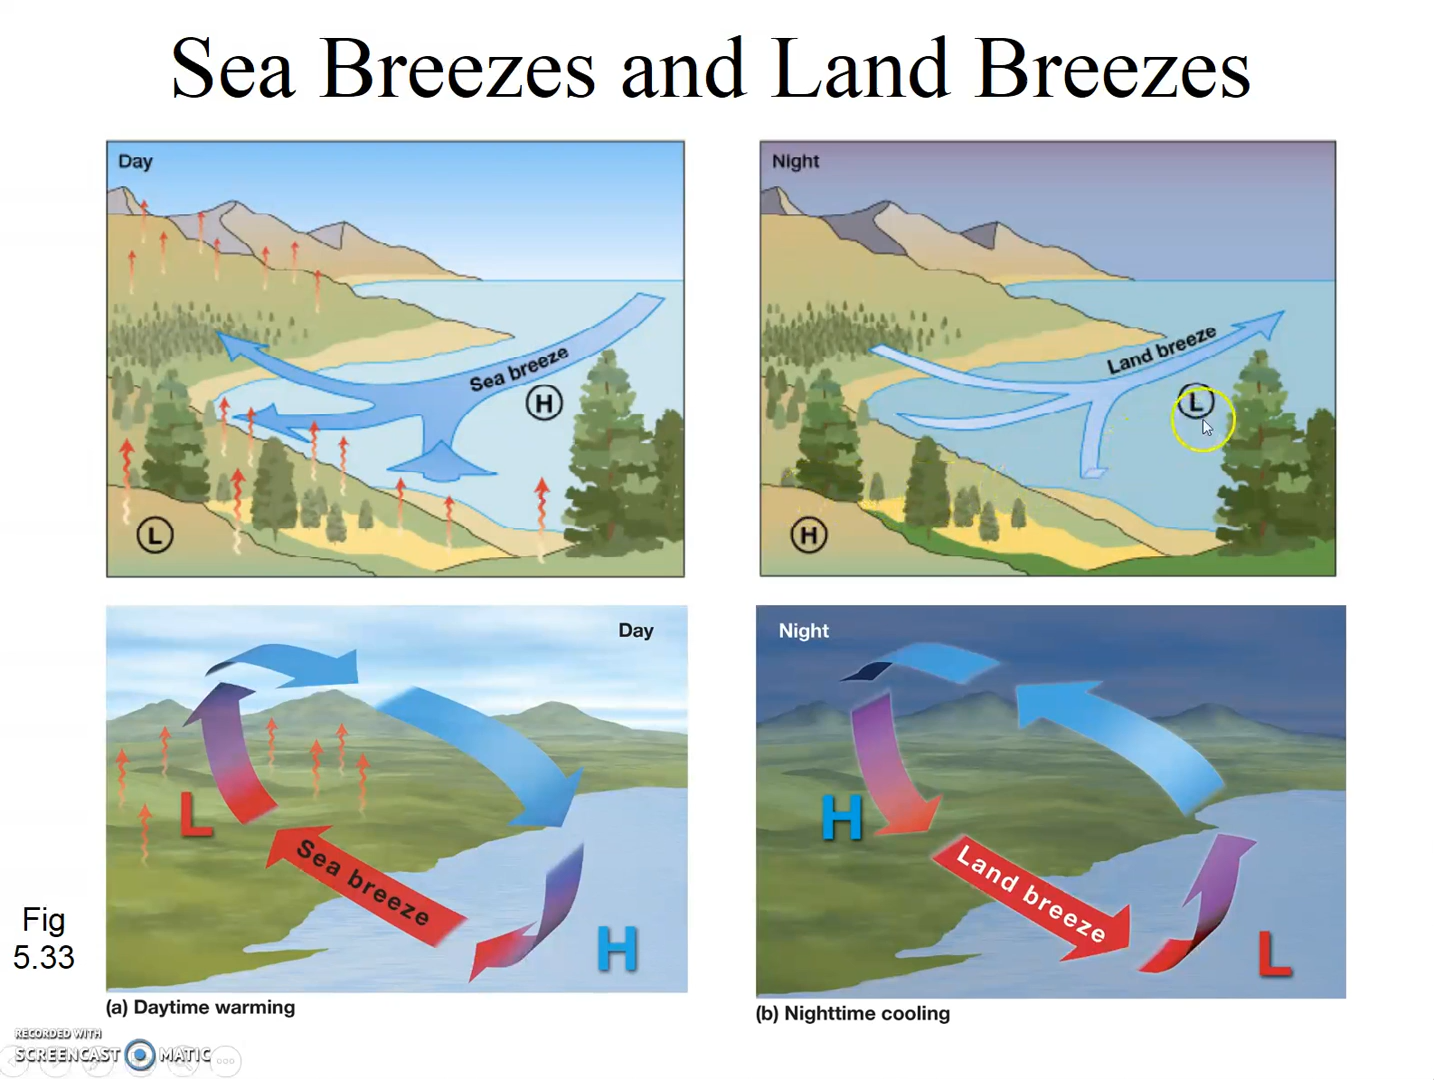 Sea Breezes and Land Breezes
Day
Sea breeze
H
L
Night
Land breeze
L
H
Day
L
Sea breeze
H
(a) Daytime warming
Night
H
Land breeze
L
(b) Nighttime cooling
Fig
5.33
RECORDED WITH
SCREENCAST MATIC